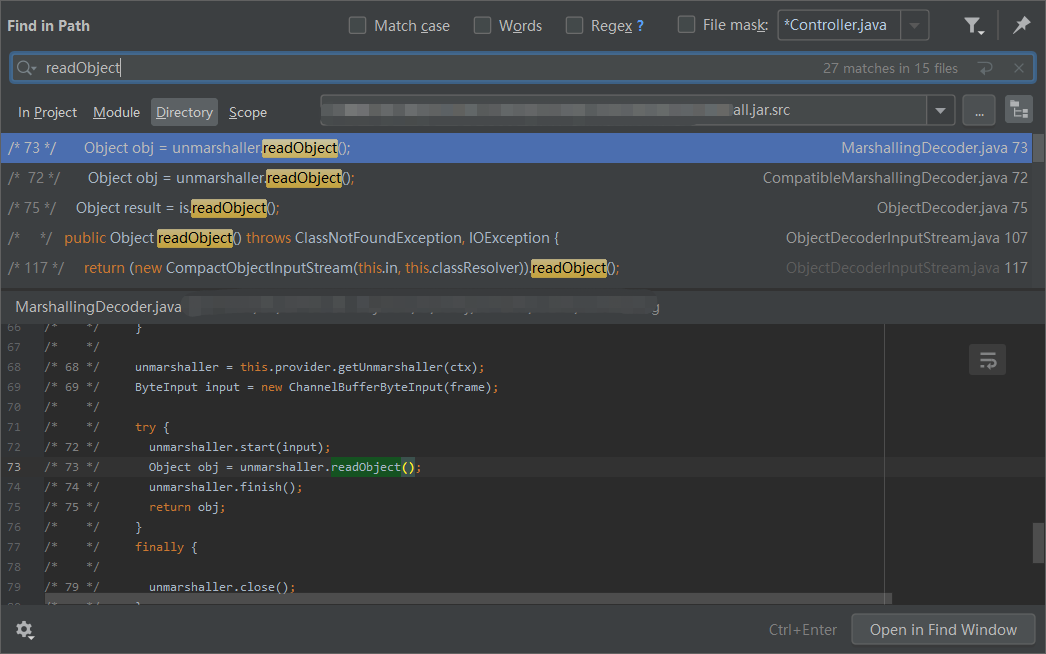 Find in Path Match case Words Regex ? File mask: *Controller.java
readObject 27 matches in 15 files
In Project Module Directory Scope all.jar.src ...
/* 73 */ Object obj = unmarshaller.readObject(); MarshallingDecoder.java 73
/* 72 */ Object obj = unmarshaller.readObject(); CompatibleMarshallingDecoder.java 72
/* 75 */ Object result = is.readObject(); ObjectDecoder.java 75
/* */ public Object readObject() throws ClassNotFoundException, IOException { ObjectDecoderInputStream.java 107
/* 117 */ return (new CompactObjectInputStream(this.in, this.classResolver)).readObject(); ObjectDecoderInputStream.java 117
MarshallingDecoder.java
66 /* */ }
67 /* */
68 /* 68 */ unmarshaller = this.provider.getUnmarshaller(ctx);
69 /* 69 */ ByteInput input = new ChannelBufferByteInput(frame);
70 /* */
71 /* */ try {
72 /* 72 */ unmarshaller.start(input);
73 /* 73 */ Object obj = unmarshaller.readObject();
74 /* 74 */ unmarshaller.finish();
75 /* 75 */ return obj;
76 /* */ }
77 /* */ finally {
78 /* */
79 /* 79 */ unmarshaller.close();
Ctrl+Enter Open in Find Window